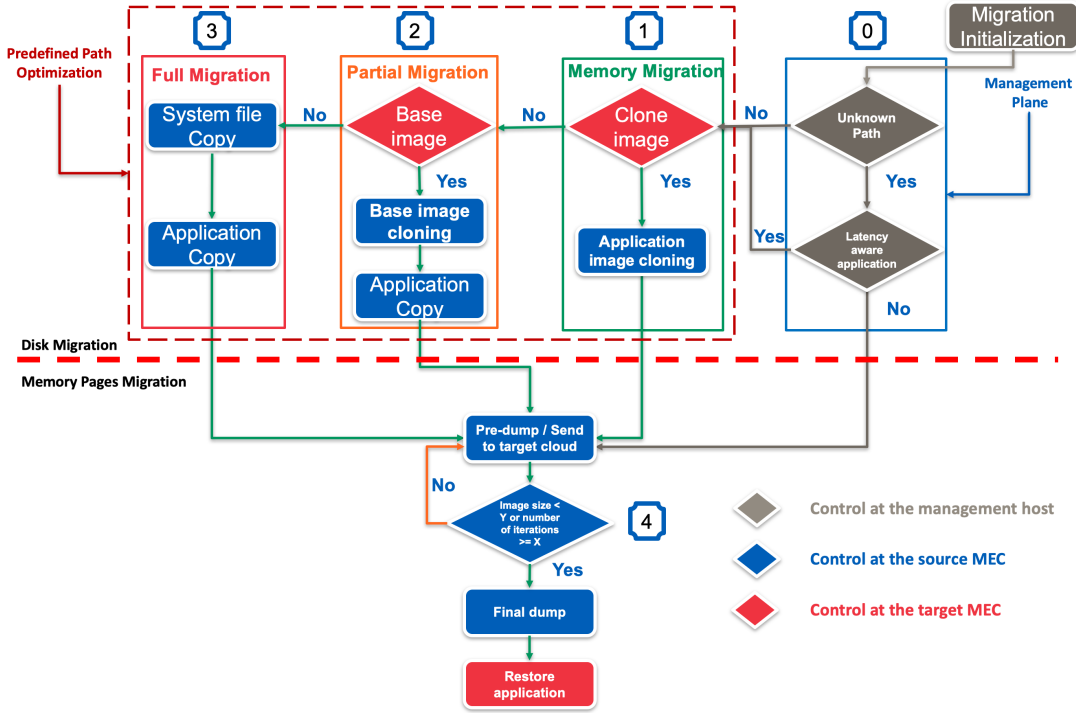 3
2
1
0
Migration
Initialization
Predefined Path
Optimization
Full Migration
Partial Migration
Memory Migration
Management
Plane
System file
Copy
No
Base
image
No
Clone
image
No
Unknown
Path
Yes
Yes
Yes
Base image
cloning
Application
Copy
Application
image cloning
Yes
Latency
aware
application
Application
Copy
No
Disk Migration
Memory Pages Migration
Pre-dump / Send
to target cloud
No
Image size <
Y or number
of iterations
>= X
4
Yes
Final dump
Restore
application
Control at the management host
Control at the source MEC
Control at the target MEC